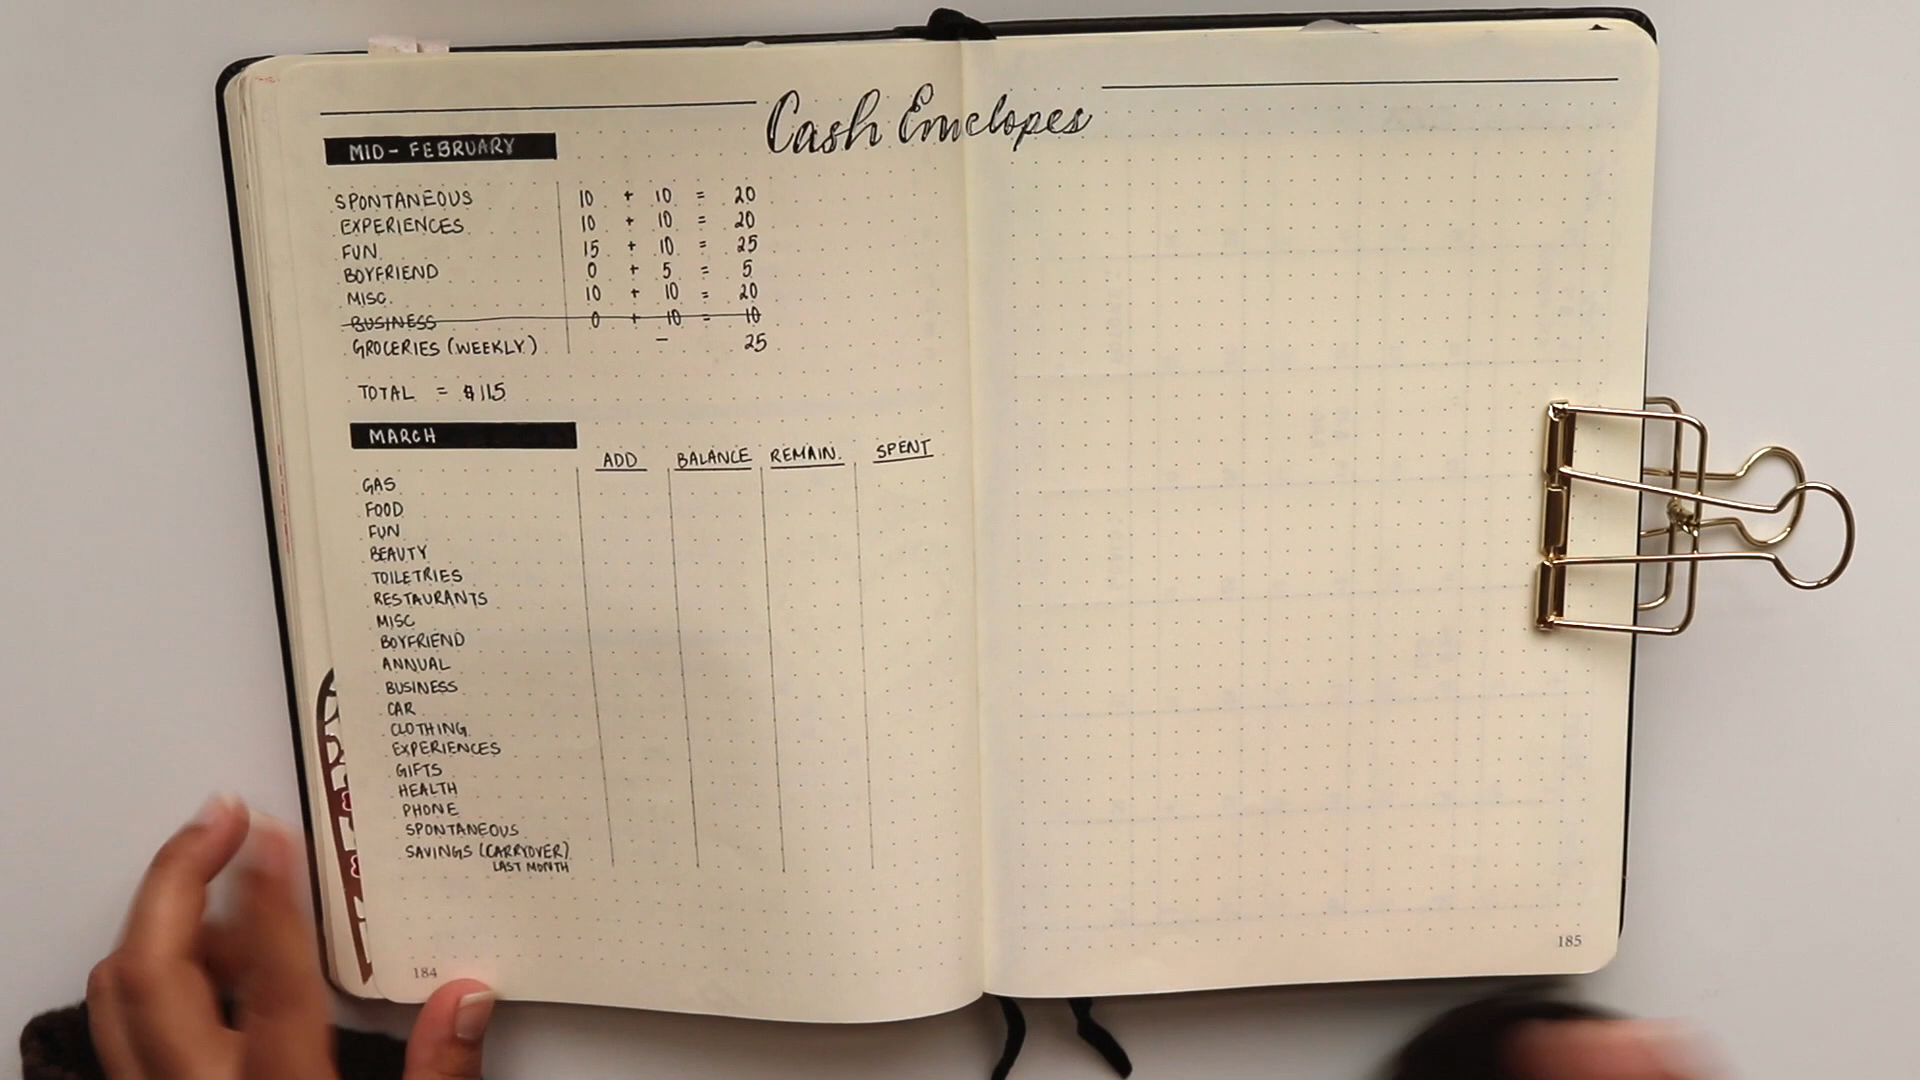 Cash Envelopes
MID-FEBRUARY
SPONTANEOUS 10 + 10 = 20
EXPERIENCES 10 + 10 = 20
FUN 15 + 10 = 25
BOYFRIEND 0 + 5 = 5
MISC. 10 + 10 = 20
BUSINESS 0 + 10 = 10
GROCERIES (WEEKLY) - 25
TOTAL = $115
MARCH
ADD BALANCE REMAIN. SPENT
GAS
FOOD
FUN
BEAUTY
TOILETRIES
RESTAURANTS
MISC
BOYFRIEND
ANNUAL
BUSINESS
CAR
CLOTHING
EXPERIENCES
GIFTS
HEALTH
PHONE
SPONTANEOUS
SAVINGS (CARRYOVER)
LAST MONTH
184
185